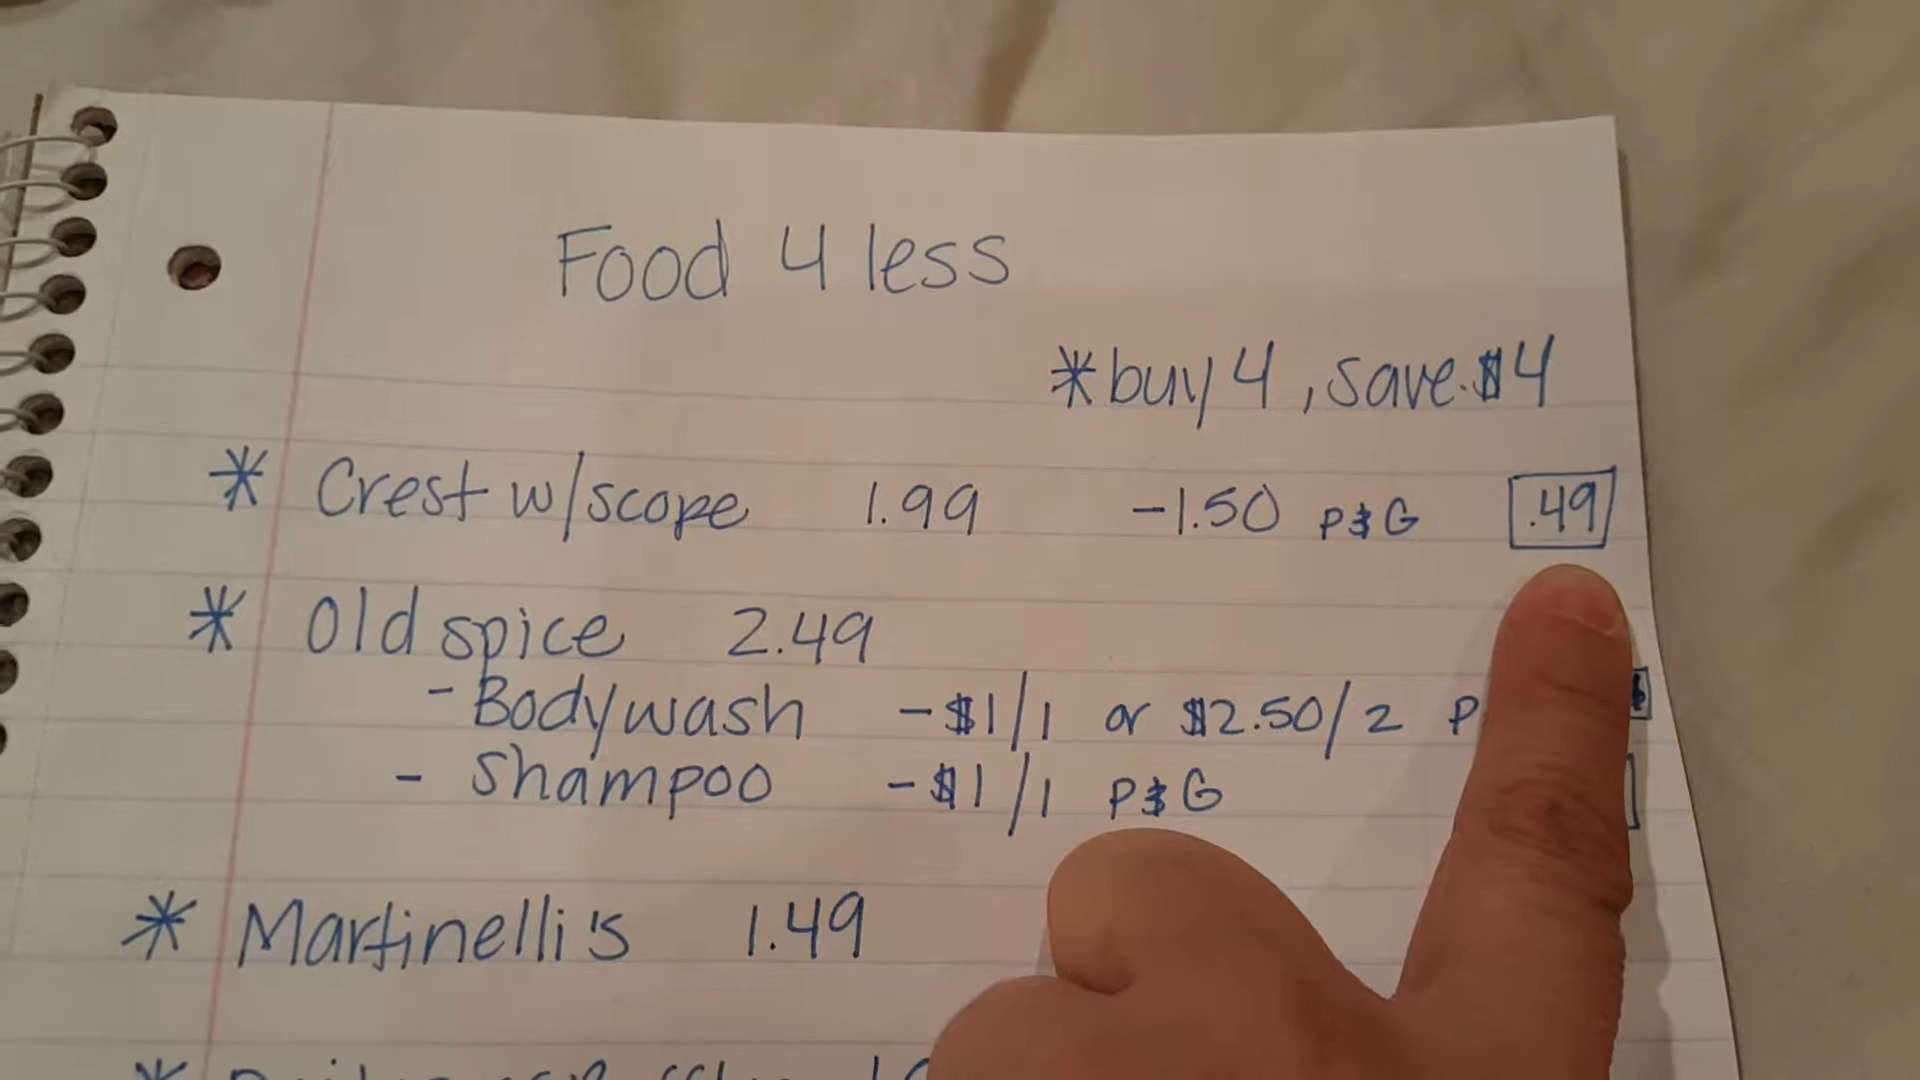 Food 4 less
*buy 4, save $4
* Crest w/scope 1.99 -1.50 P&G .49
* Old spice 2.49
- Bodywash -$1/1 or $2.50/2 P
- Shampoo -$1/1 P&G
* Martinelli's 1.49